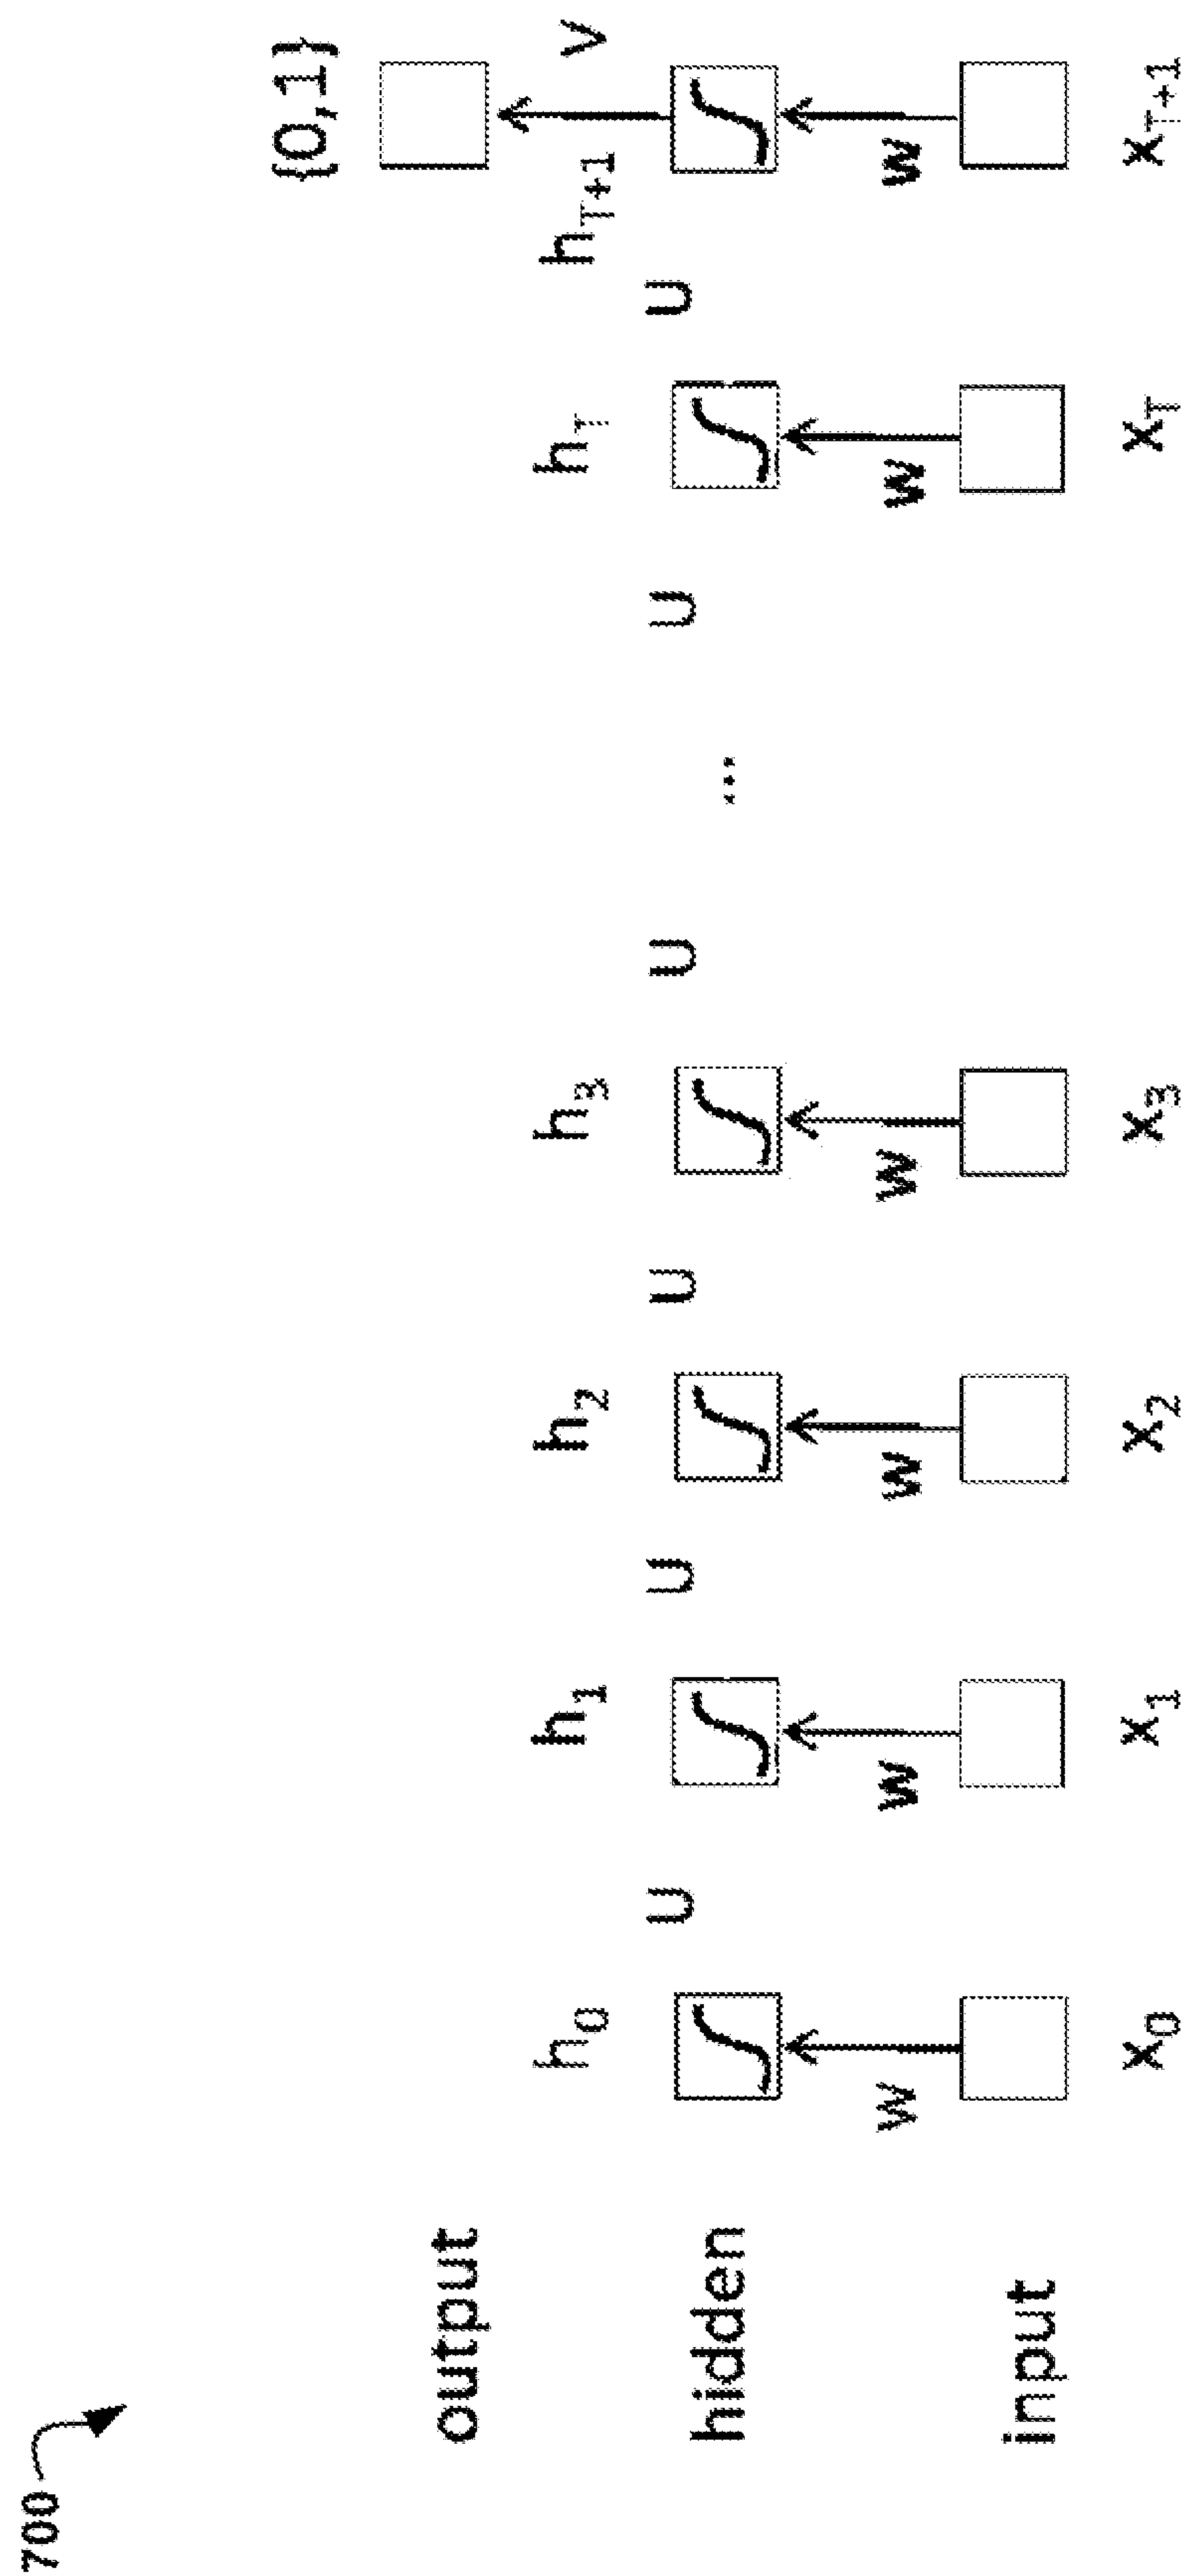 700
{0,1}
output
V
h₀ h₁ h₂ h₃ hT hT+1
U U U U U U
hidden ...
W W W W W W
input
x₀ x₁ x₂ x₃ xT xT+1